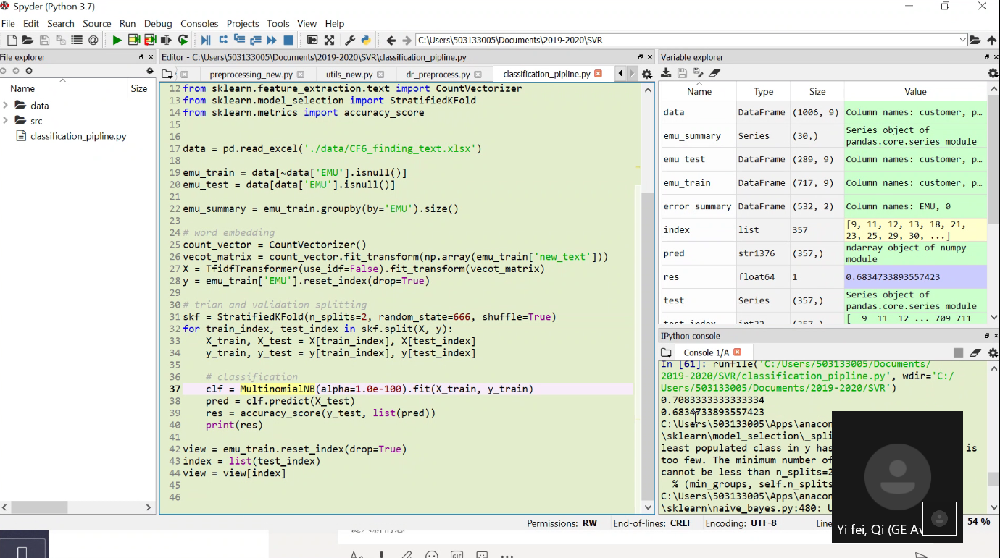 Spyder (Python 3.7)
File Edit Search Source Run Debug Consoles Projects Tools View Help
C:\Users\503133005\Documents\2019-2020\SVR
File explorer
Name Size
data
src
classification_pipline.py
Editor - C:\Users\503133005\Documents\2019-2020\SVR\classification_pipline.py
preprocessing_new.py utils_new.py dr_preprocess.py classification_pipline.py
12 from sklearn.feature_extraction.text import CountVectorizer
13 from sklearn.model_selection import StratifiedKFold
14 from sklearn.metrics import accuracy_score
15
16
17 data = pd.read_excel('./data/CF6_finding_text.xlsx')
18
19 emu_train = data[~data['EMU'].isnull()]
20 emu_test = data[data['EMU'].isnull()]
21
22 emu_summary = emu_train.groupby(by='EMU').size()
23
24 # word embedding
25 count_vector = CountVectorizer()
26 vecot_matrix = count_vector.fit_transform(np.array(emu_train['new_text']))
27 X = TfidfTransformer(use_idf=False).fit_transform(vecot_matrix)
28 y = emu_train['EMU'].reset_index(drop=True)
29
30 # trian and validation splitting
31 skf = StratifiedKFold(n_splits=2, random_state=666, shuffle=True)
32 for train_index, test_index in skf.split(X, y):
33 X_train, X_test = X[train_index], X[test_index]
34 y_train, y_test = y[train_index], y[test_index]
35
36 # classification
37 clf = MultinomialNB(alpha=1.0e-100).fit(X_train, y_train)
38 pred = clf.predict(X_test)
39 res = accuracy_score(y_test, list(pred))
40 print(res)
41
42 view = emu_train.reset_index(drop=True)
43 index = list(test_index)
44 view = view[index]
45
46
Variable explorer
Name Type Size Value
data DataFrame (1006, 9) Column names: customer, p...
emu_summary Series (30,) Series object of
pandas.core.series module
emu_test DataFrame (289, 9) Column names: customer, p...
emu_train DataFrame (717, 9) Column names: customer, p...
error_summary DataFrame (532, 2) Column names: EMU, 0
index list 357 [9, 11, 12, 13, 18, 21,
23, 25, 29, 30, ...]
pred str1376 (357,) ndarray object of numpy
module
res float64 1 0.6834733893557423
test Series (357,) Series object of
pandas.core.series module
[ 9 11 12 ... 709 711
IPython console
Console 1/A
In [61]: runfile('C:/Users/503133005/Documents/
2019-2020/SVR/classification_pipline.py', wdir='C:/
Users/503133005/Documents/2019-2020/SVR')
0.7083333333333334
0.6834733893557423
C:\Users\503133005\Apps\anacon
\sklearn\model_selection\_spli
least populated class in y has is
too few. The minimum number of
cannot be less than n_splits=2
% (min_groups, self.n_splits
C:\Users\503133005\Apps\anacon
\sklearn\naive_bayes.py:480: U
Yi fei, Qi (GE Av
Permissions: RW End-of-lines: CRLF Encoding: UTF-8 Line 54 %
GIF